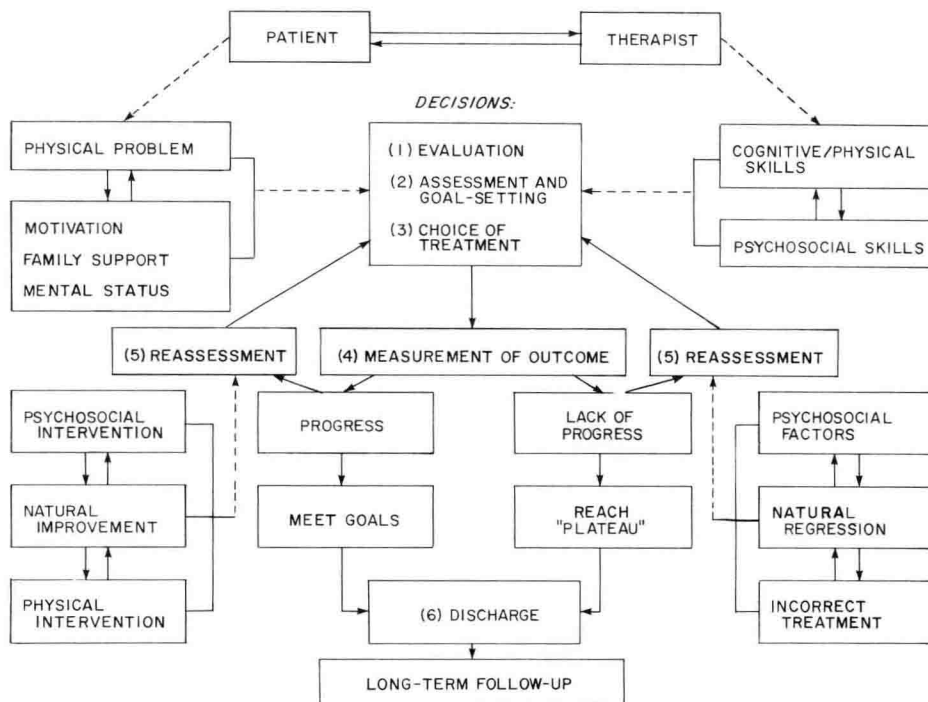 PATIENT
THERAPIST
DECISIONS:
PHYSICAL PROBLEM
MOTIVATION
FAMILY SUPPORT
MENTAL STATUS
(1) EVALUATION
(2) ASSESSMENT AND
GOAL-SETTING
(3) CHOICE OF
TREATMENT
COGNITIVE/PHYSICAL
SKILLS
PSYCHOSOCIAL SKILLS
(5) REASSESSMENT
(4) MEASUREMENT OF OUTCOME
(5) REASSESSMENT
PSYCHOSOCIAL
INTERVENTION
PROGRESS
LACK OF
PROGRESS
PSYCHOSOCIAL
FACTORS
NATURAL
IMPROVEMENT
MEET GOALS
REACH
"PLATEAU"
NATURAL
REGRESSION
PHYSICAL
INTERVENTION
(6) DISCHARGE
INCORRECT
TREATMENT
LONG-TERM FOLLOW-UP